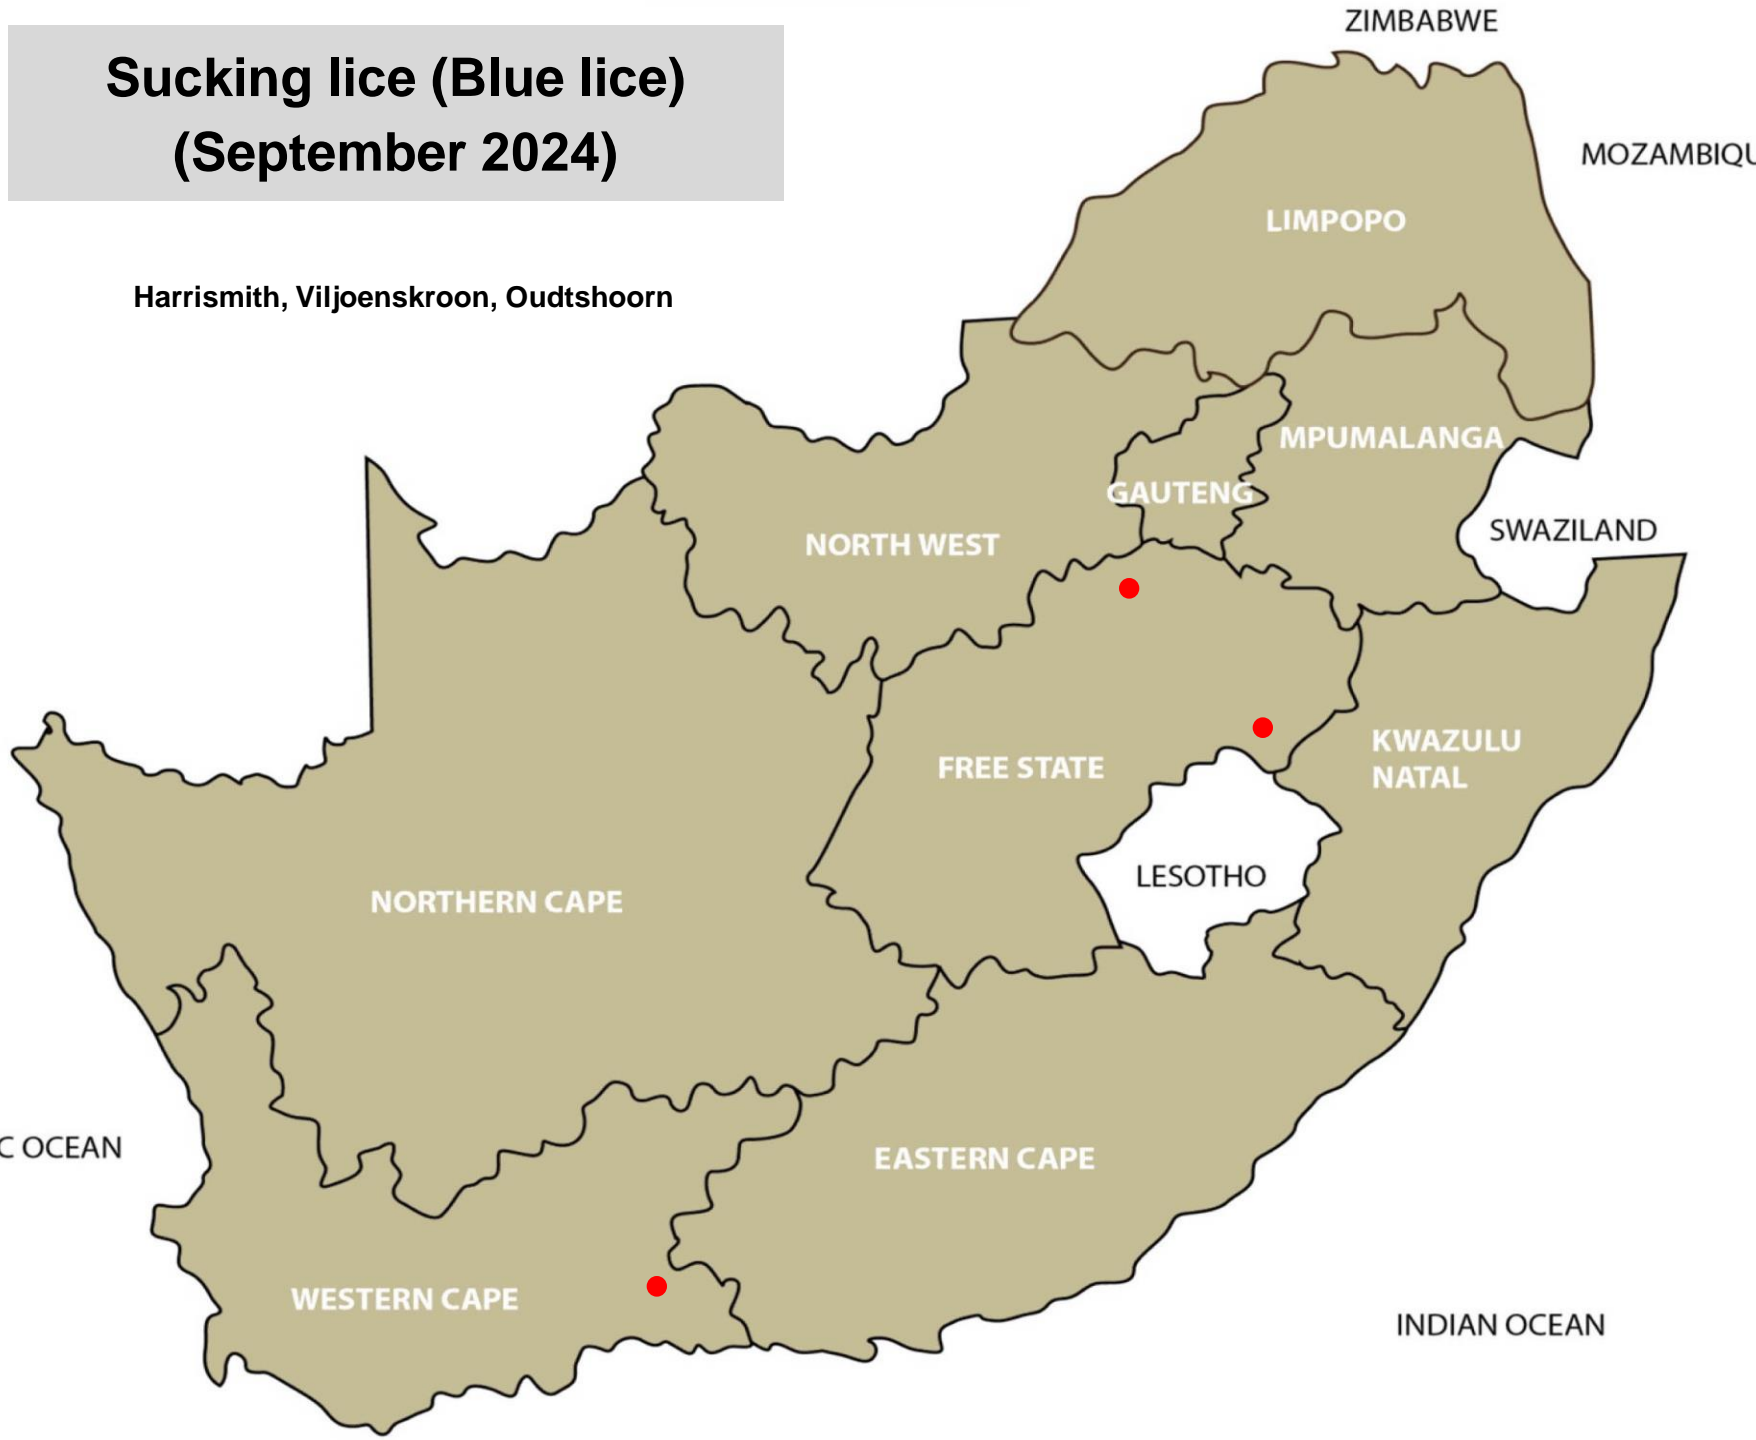 ZIMBABWE
Sucking lice (Blue lice)
(September 2024)
MOZAMBIQU
LIMPOPO
Harrismith, Viljoenskroon, Oudtshoorn
MPUMALANGA
GAUTENG
SWAZILAND
NORTH WEST
KWAZULU
NATAL
FREE STATE
LESOTHO
NORTHERN CAPE
C OCEAN
EASTERN CAPE
WESTERN CAPE
INDIAN OCEAN